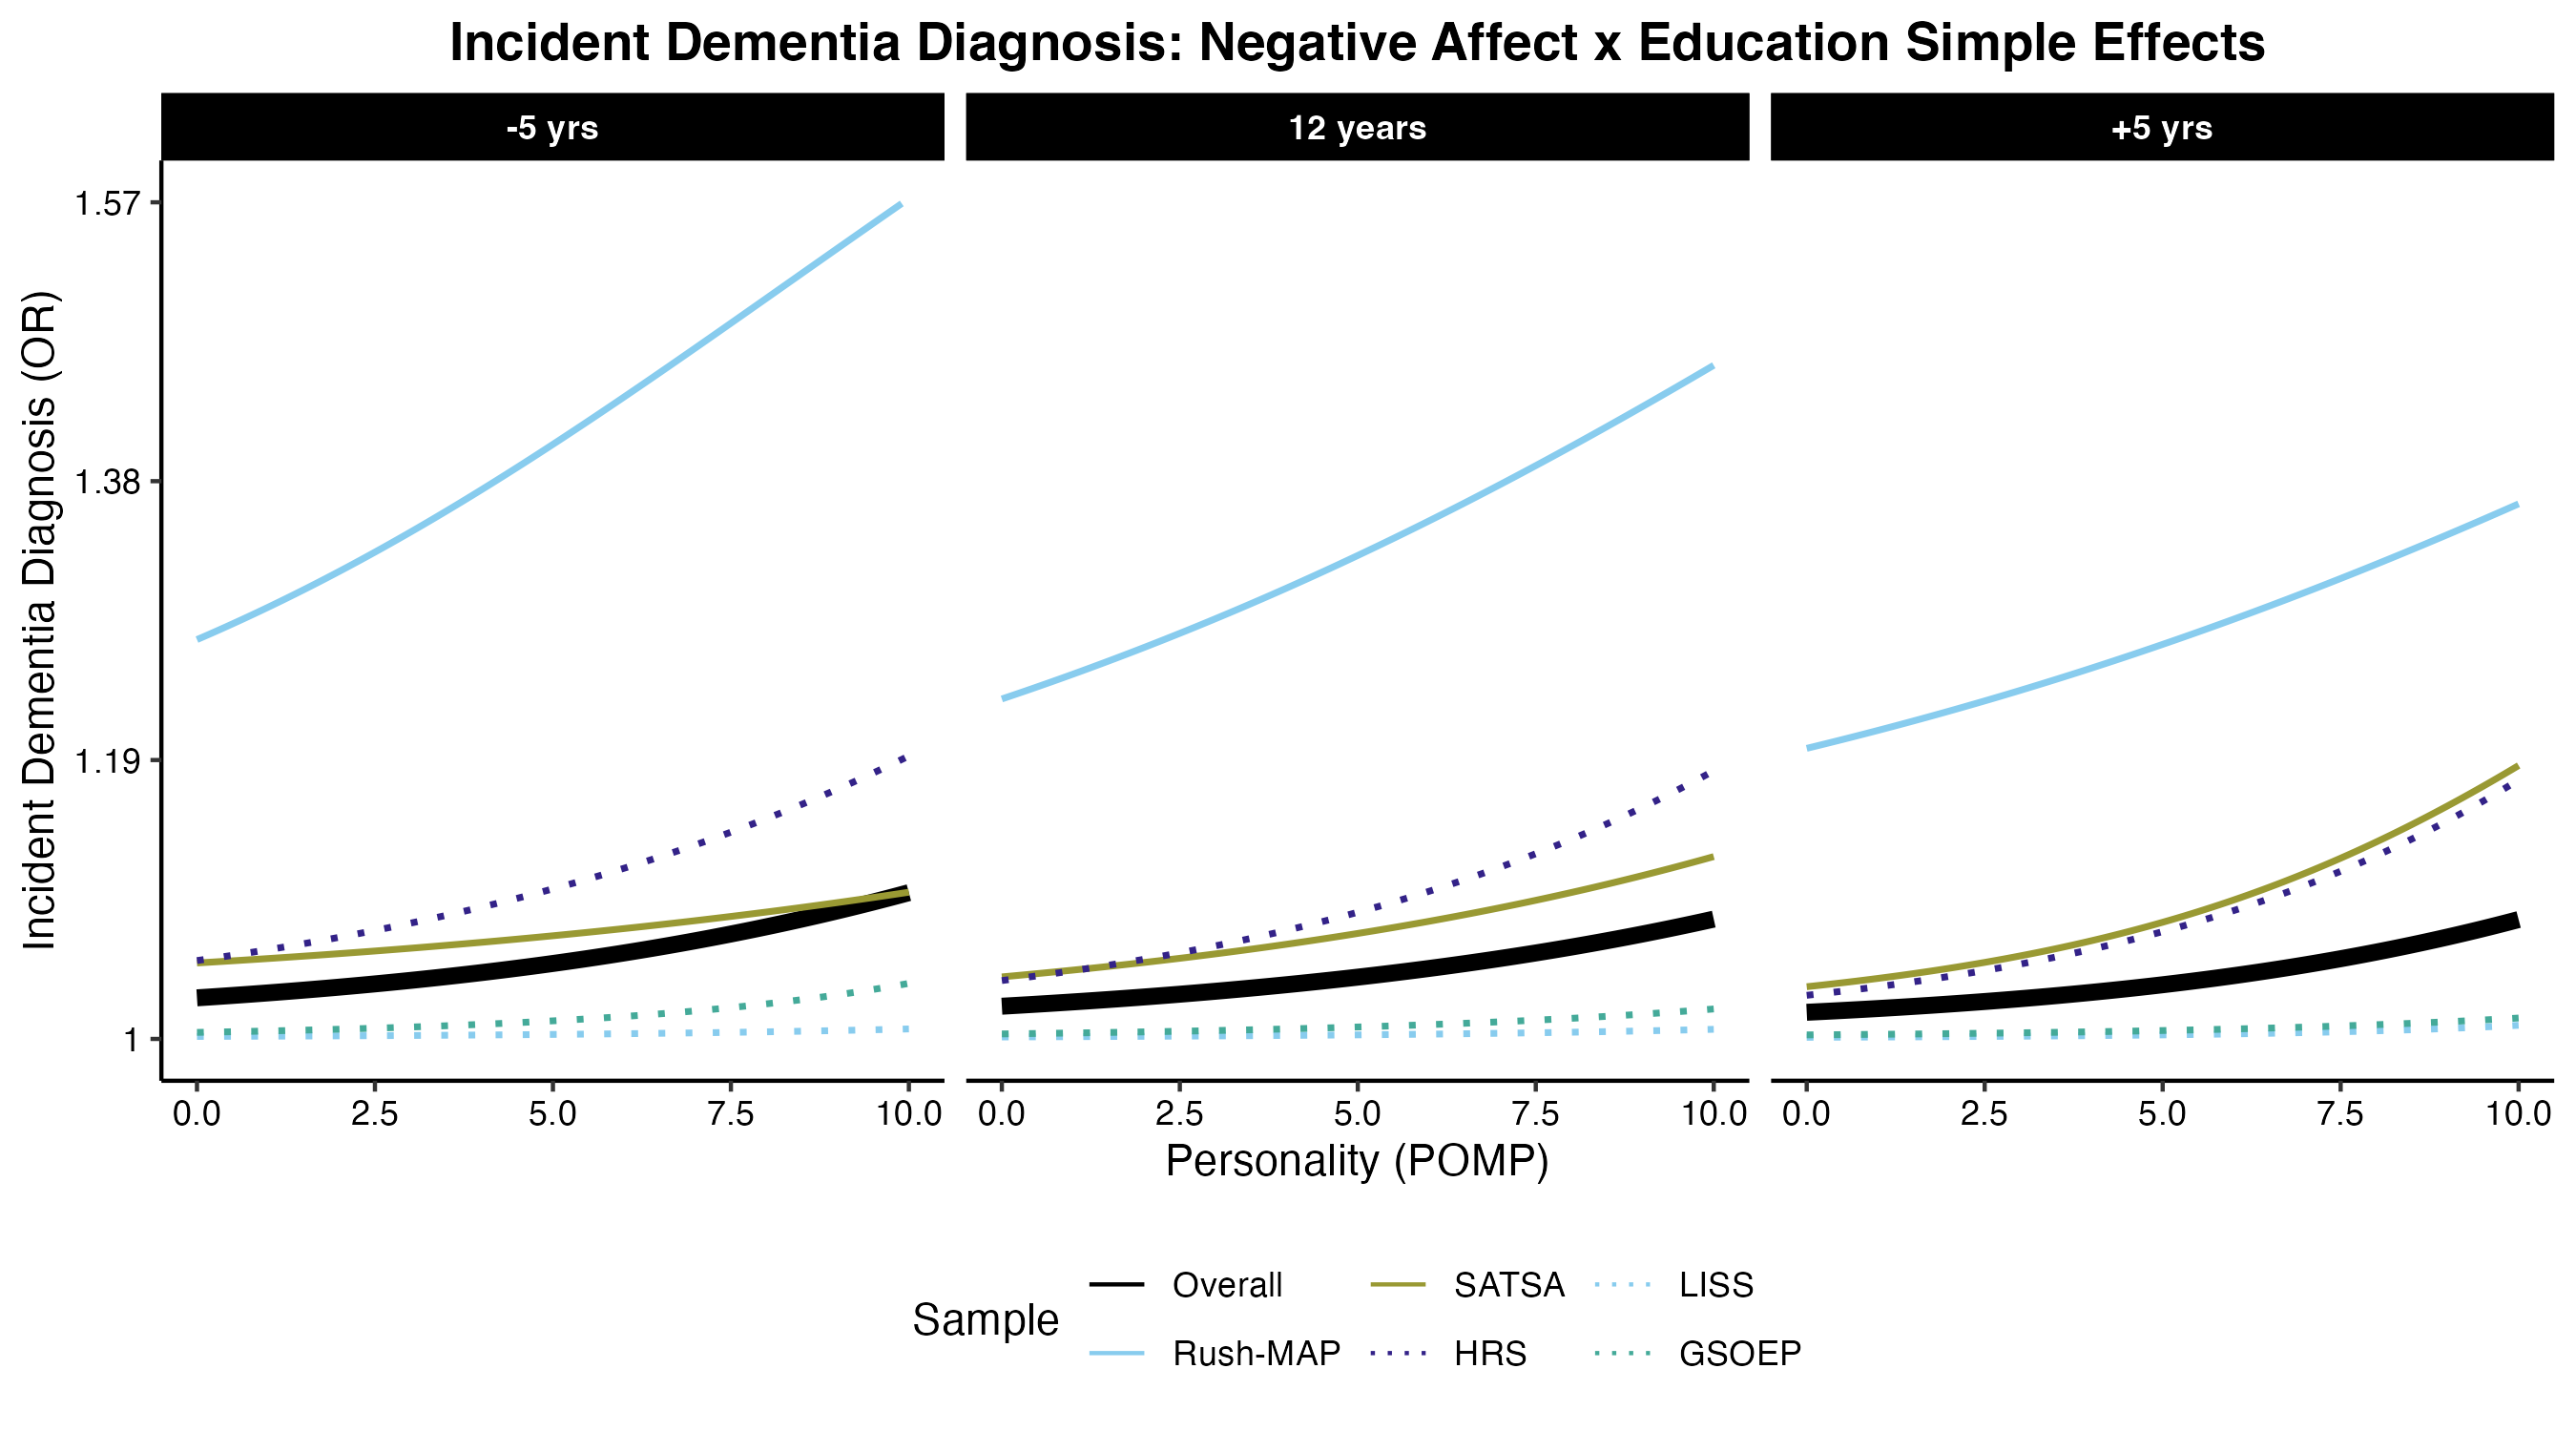 Incident Dementia Diagnosis: Negative Affect x Education Simple Effects
-5 yrs 12 years +5 yrs
Incident Dementia Diagnosis (OR)
1.57
1.38
1.19
1
0.0 2.5 5.0 7.5 10.0 0.0 2.5 5.0 7.5 10.0 0.0 2.5 5.0 7.5 10.0
Personality (POMP)
Sample
Overall SATSA LISS
Rush-MAP HRS GSOEP